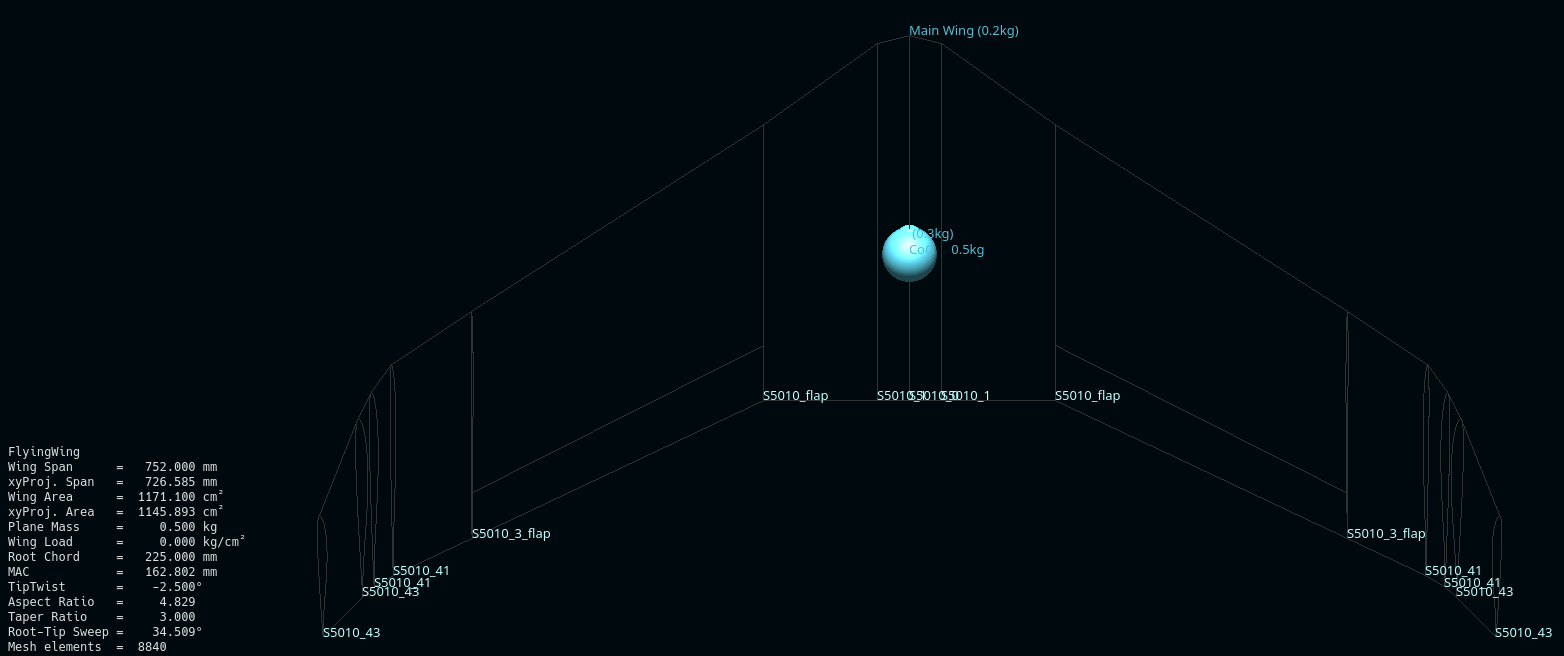 Main Wing (0.2kg)
(0.3kg)
CoG 0.5kg
S5010_flap
S5010_1
S5010_0
S5010_1
S5010_flap
S5010_3_flap
S5010_3_flap
S5010_41
S5010_41
S5010_43
S5010_43
S5010_41
S5010_41
S5010_43
S5010_43
FlyingWing
Wing Span = 752.000 mm
xyProj. Span = 726.585 mm
Wing Area = 1171.100 cm²
xyProj. Area = 1145.893 cm²
Plane Mass = 0.500 kg
Wing Load = 0.000 kg/cm²
Root Chord = 225.000 mm
MAC = 162.802 mm
TipTwist = −2.500°
Aspect Ratio = 4.829
Taper Ratio = 3.000
Root−Tip Sweep = 34.509°
Mesh elements = 8840